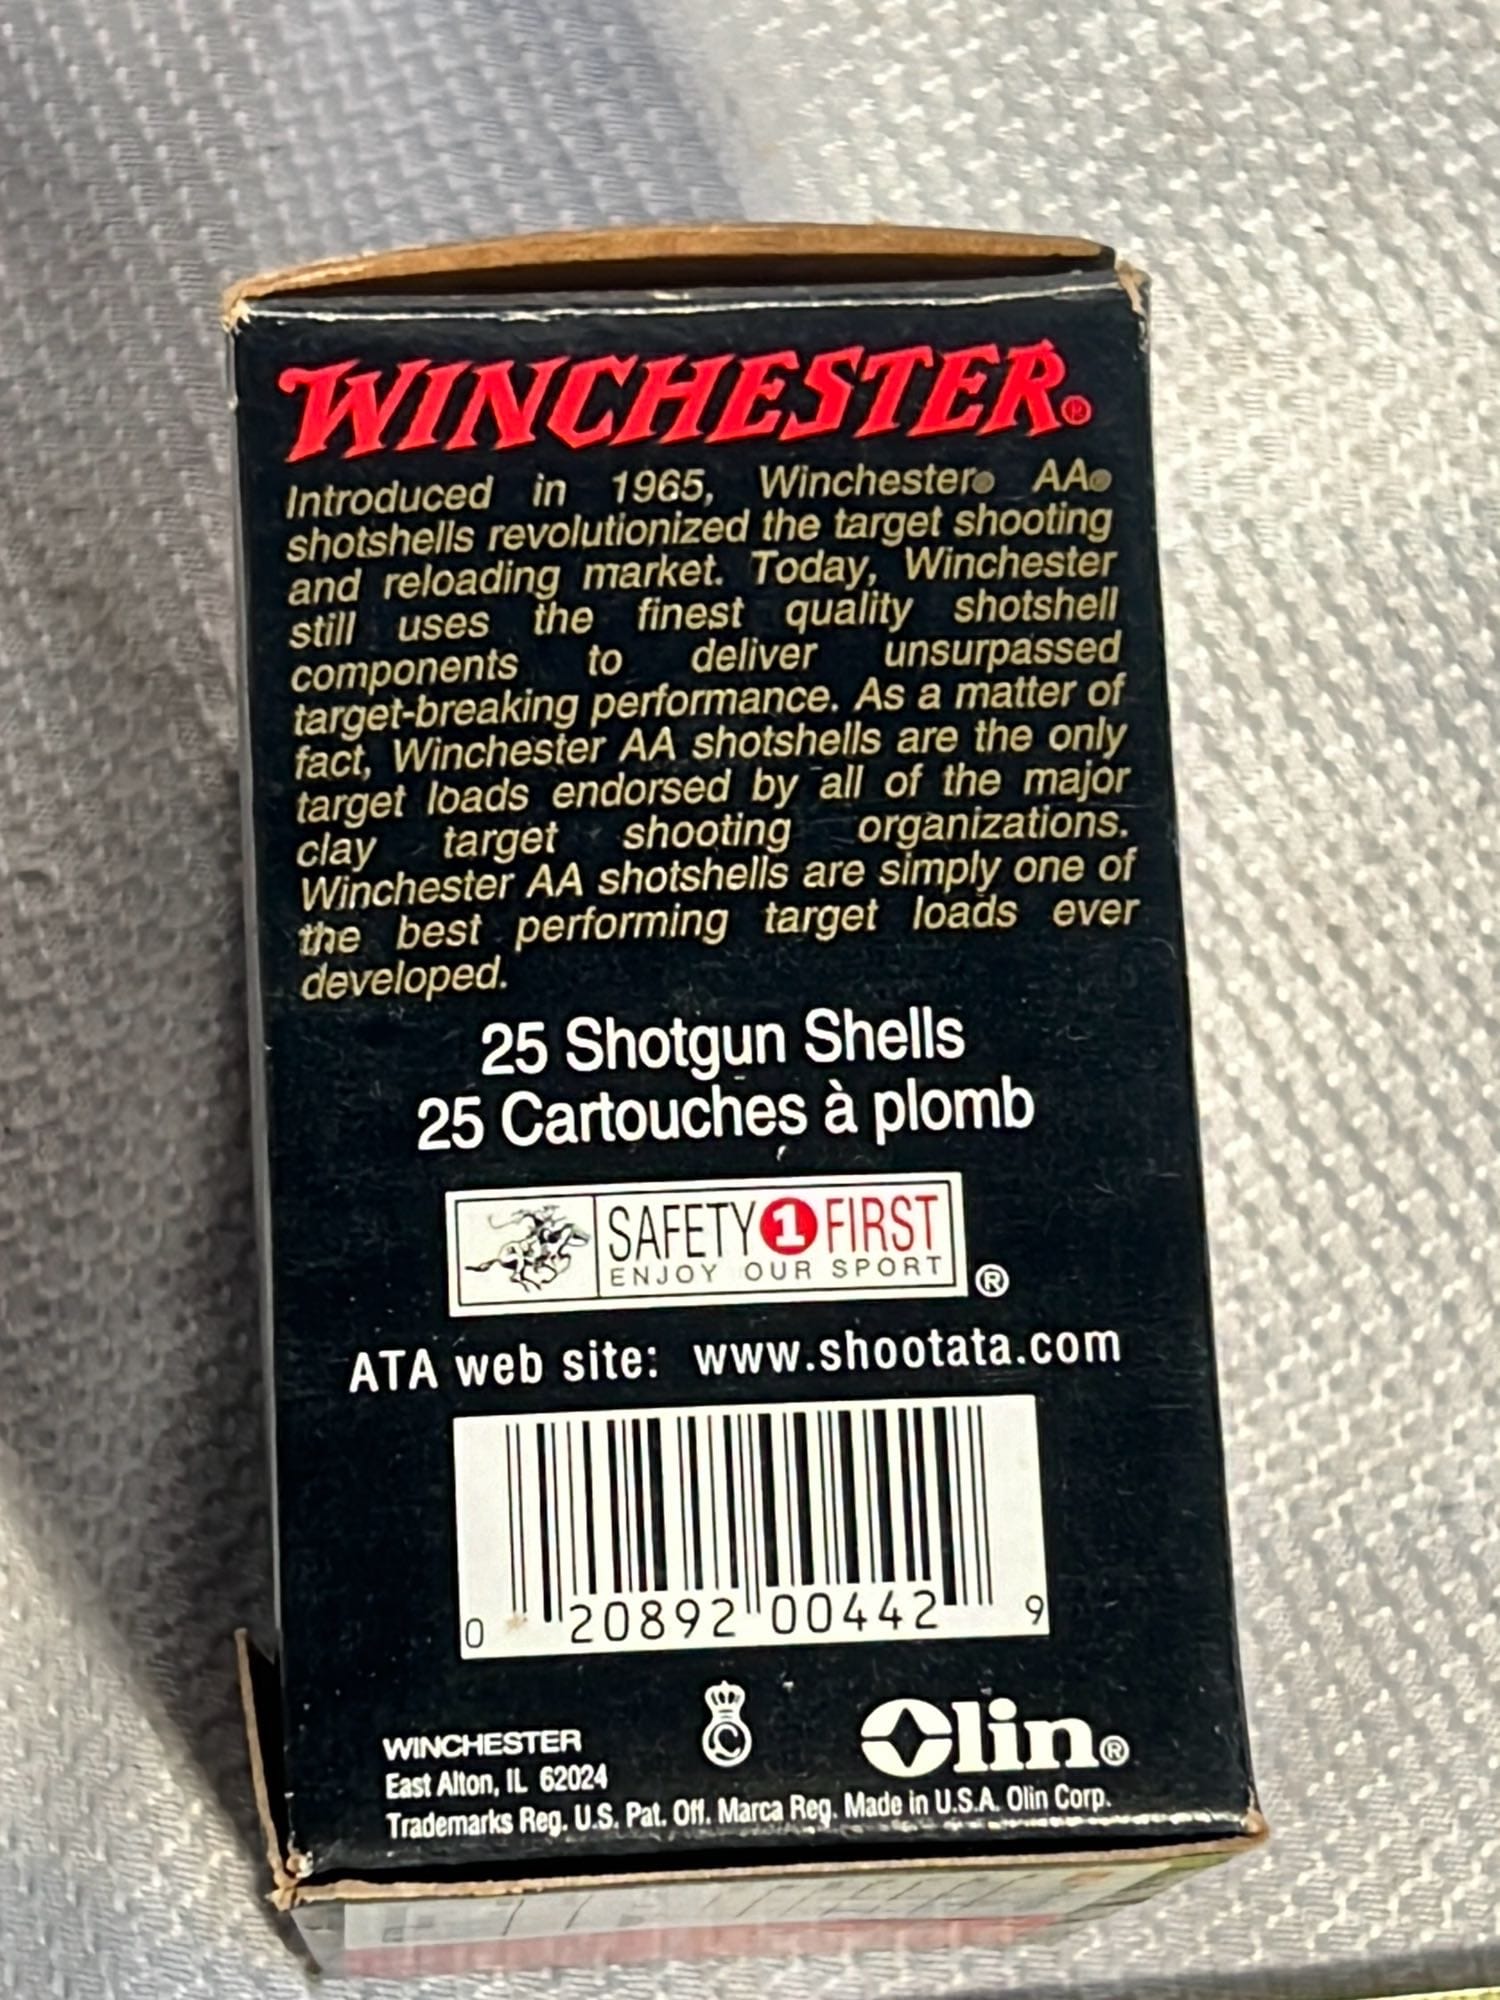 WINCHESTER®
Introduced in 1965, Winchester® AA®
shotshells revolutionized the target shooting
and reloading market. Today, Winchester
still uses the finest quality shotshell
components to deliver unsurpassed
target-breaking performance. As a matter of
fact, Winchester AA shotshells are the only
target loads endorsed by all of the major
clay target shooting organizations.
Winchester AA shotshells are simply one of
the best performing target loads ever
developed.
25 Shotgun Shells
25 Cartouches à plomb
SAFETY 1 FIRST
ENJOY OUR SPORT ®
ATA web site: www.shootata.com
0 20892 00442 9
Olin®
WINCHESTER
East Alton, IL 62024
Trademarks Reg. U.S. Pat. Off. Marca Reg. Made in U.S.A. Olin Corp.